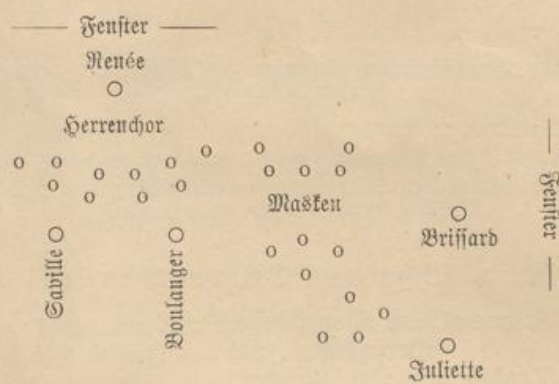 Fenster
Renée
Herrenchor
Masken
Fenster
Brissard
Caville
Boulanger
Juliette